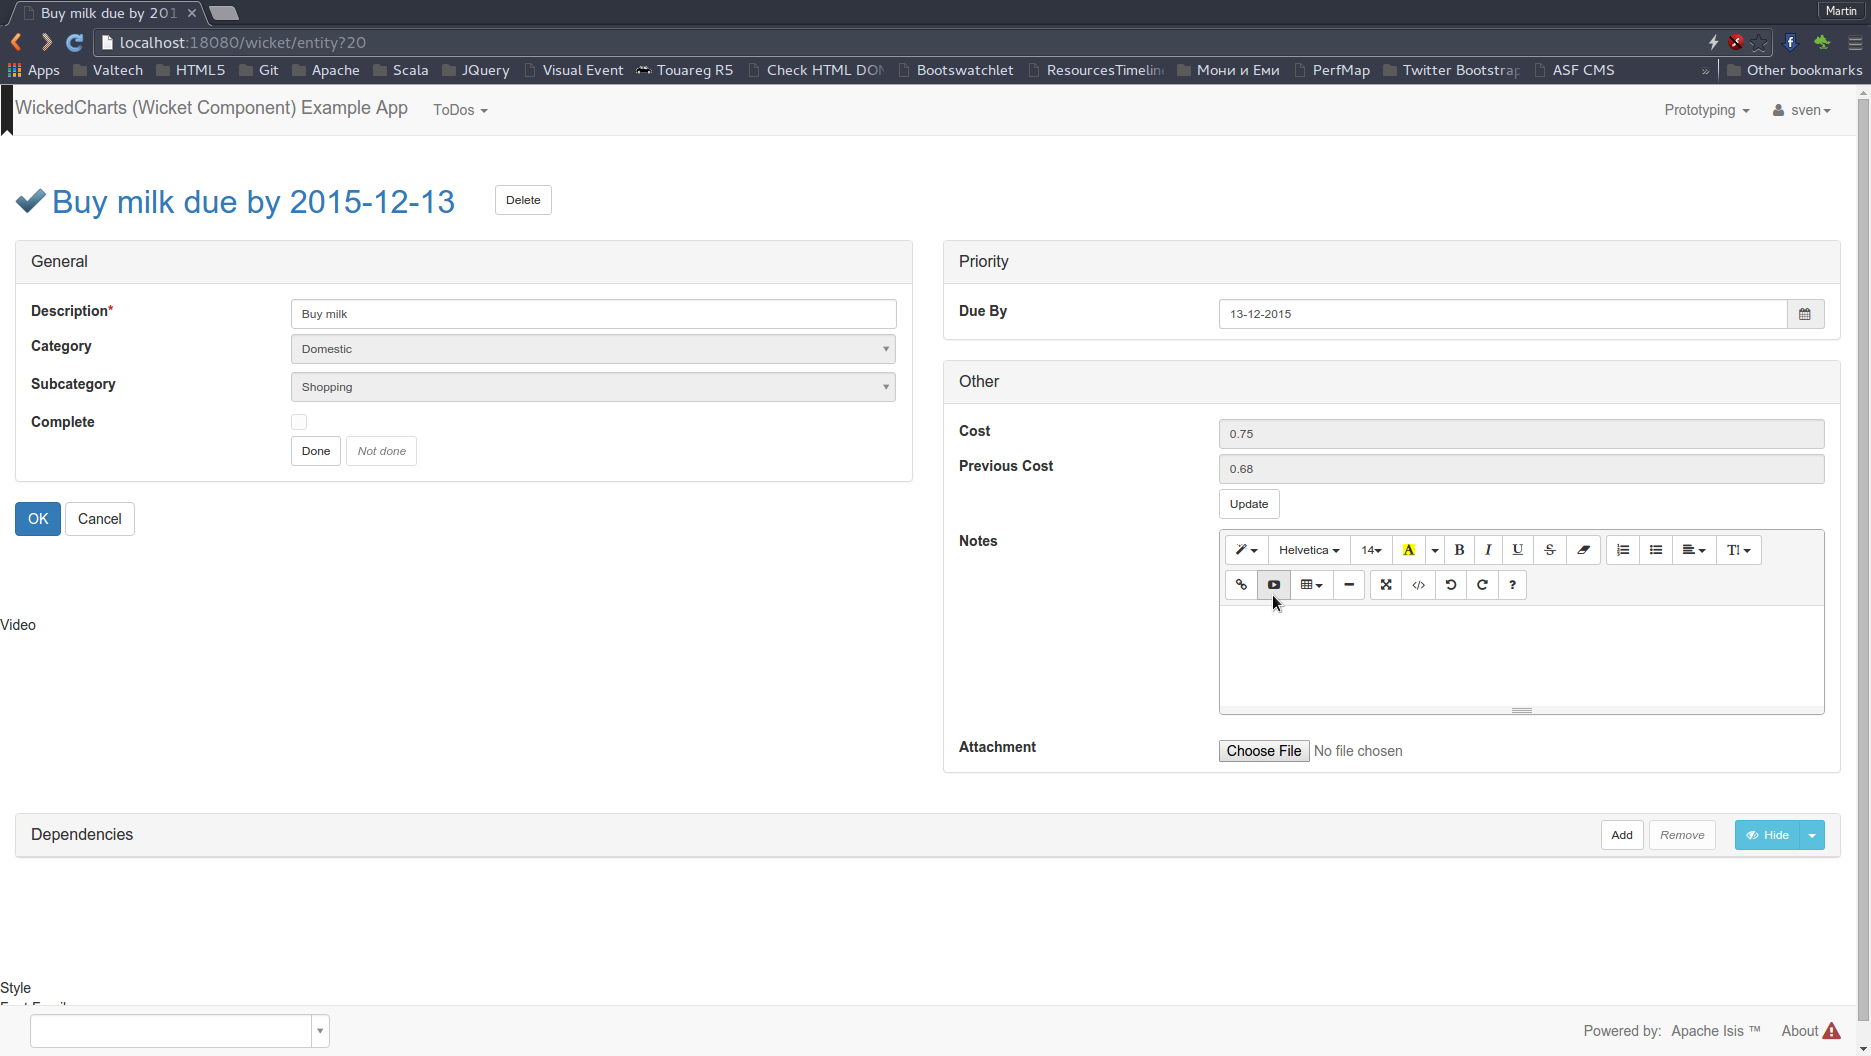 Buy milk due by 201
Martin
localhost:18080/wicket/entity?20
Apps Valtech HTML5 Git Apache Scala JQuery Visual Event Touareg R5 Check HTML DOM ResourcesTimelin Мони и Еми PerfMap Twitter Bootstrap ASF CMS » Other bookmarks
WickedCharts (Wicket Component) Example App ToDos Prototyping sven
Buy milk due by 2015-12-13 Delete
General
Description* Buy milk
Category Domestic
Subcategory Shopping
Complete
Done Not done
OK Cancel
Priority
Due By 13-12-2015
Other
Cost 0.75
Previous Cost 0.68
Update
Notes
Helvetica 14 A B I U S T!
</> ?
Video
Attachment Choose File No file chosen
Dependencies Add Remove Hide
Style
Powered by: Apache Isis ™ About